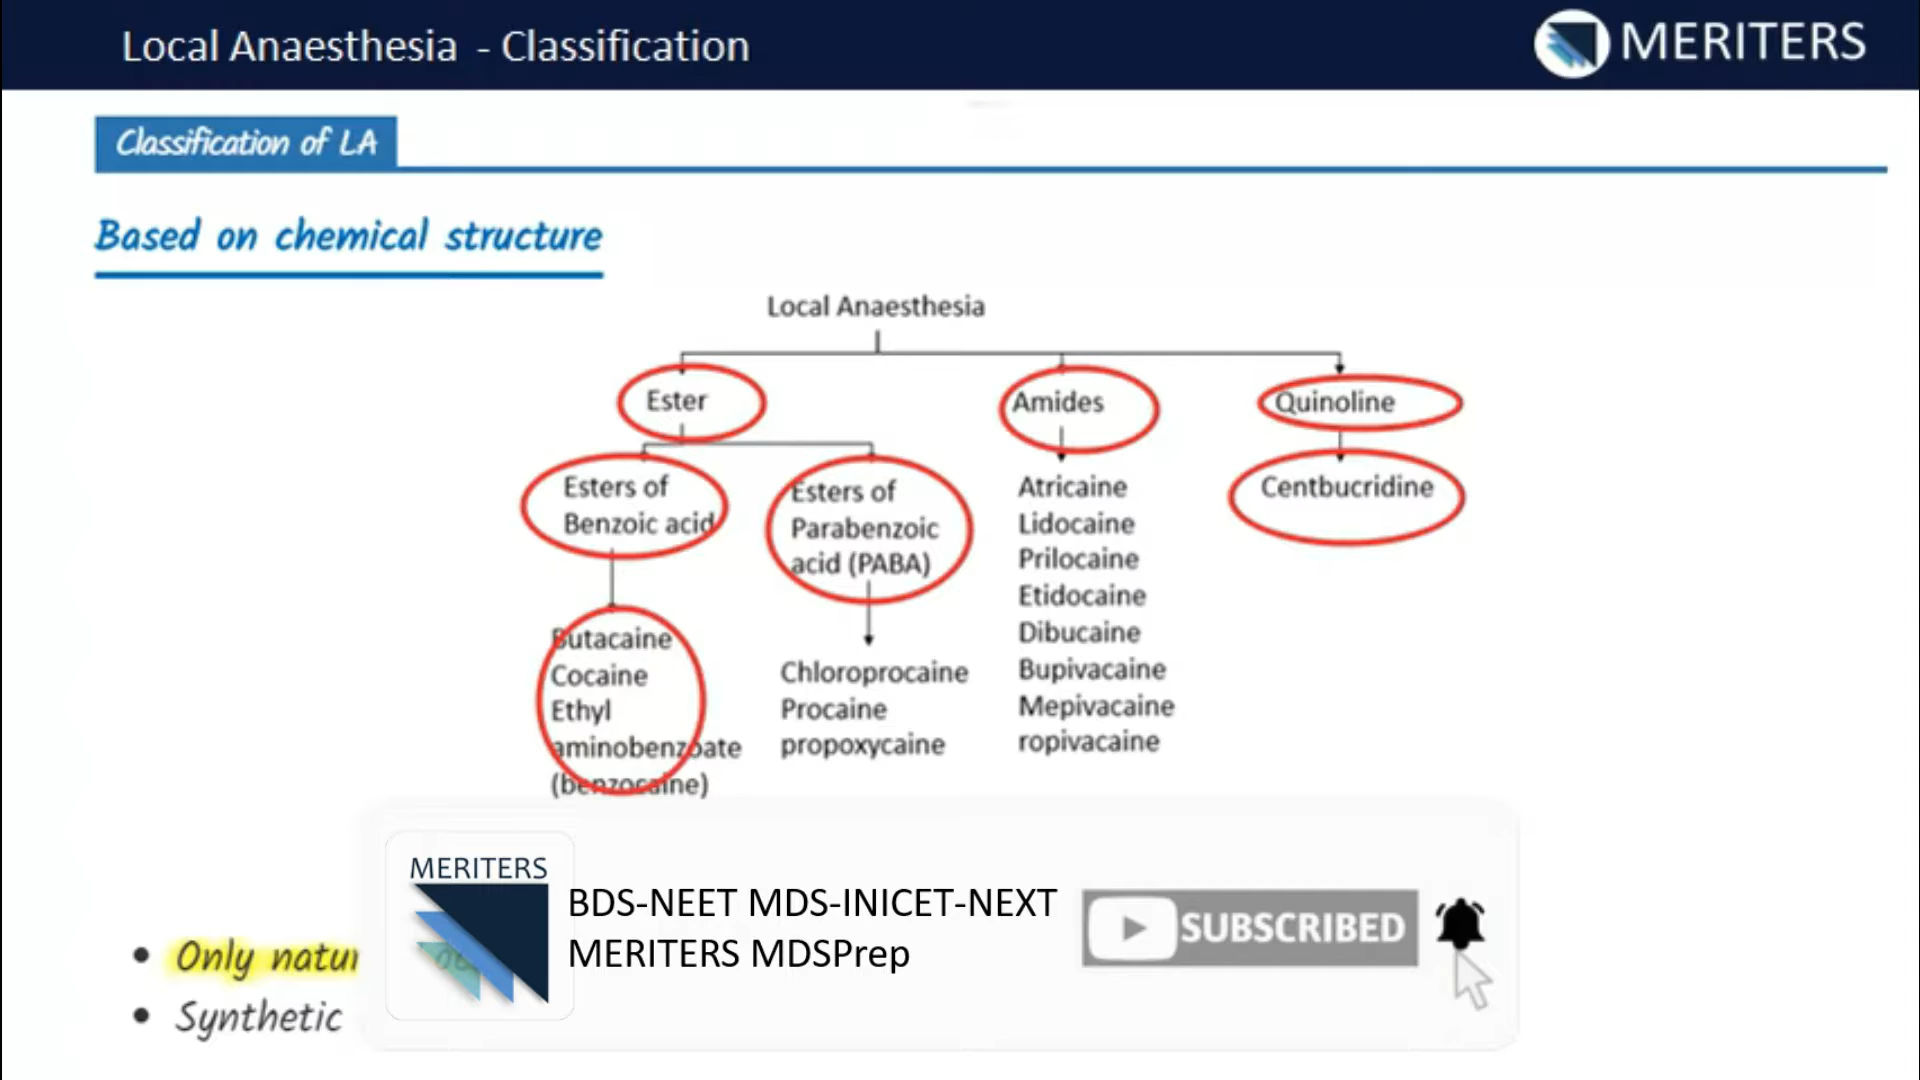 Local Anaesthesia - Classification
MERITERS
Classification of LA
Based on chemical structure
Local Anaesthesia
Ester
Amides
Quinoline
Esters of
Benzoic acid
Esters of
Parabenzoic
acid (PABA)
Atricaine
Lidocaine
Prilocaine
Etidocaine
Dibucaine
Bupivacaine
Mepivacaine
ropivacaine
Centbucridine
Butacaine
Cocaine
Ethyl
aminobenzoate
(benzocaine)
Chloroprocaine
Procaine
propoxycaine
MERITERS
BDS-NEET MDS-INICET-NEXT
MERITERS MDSPrep
SUBSCRIBED
• Only
• Synthetic